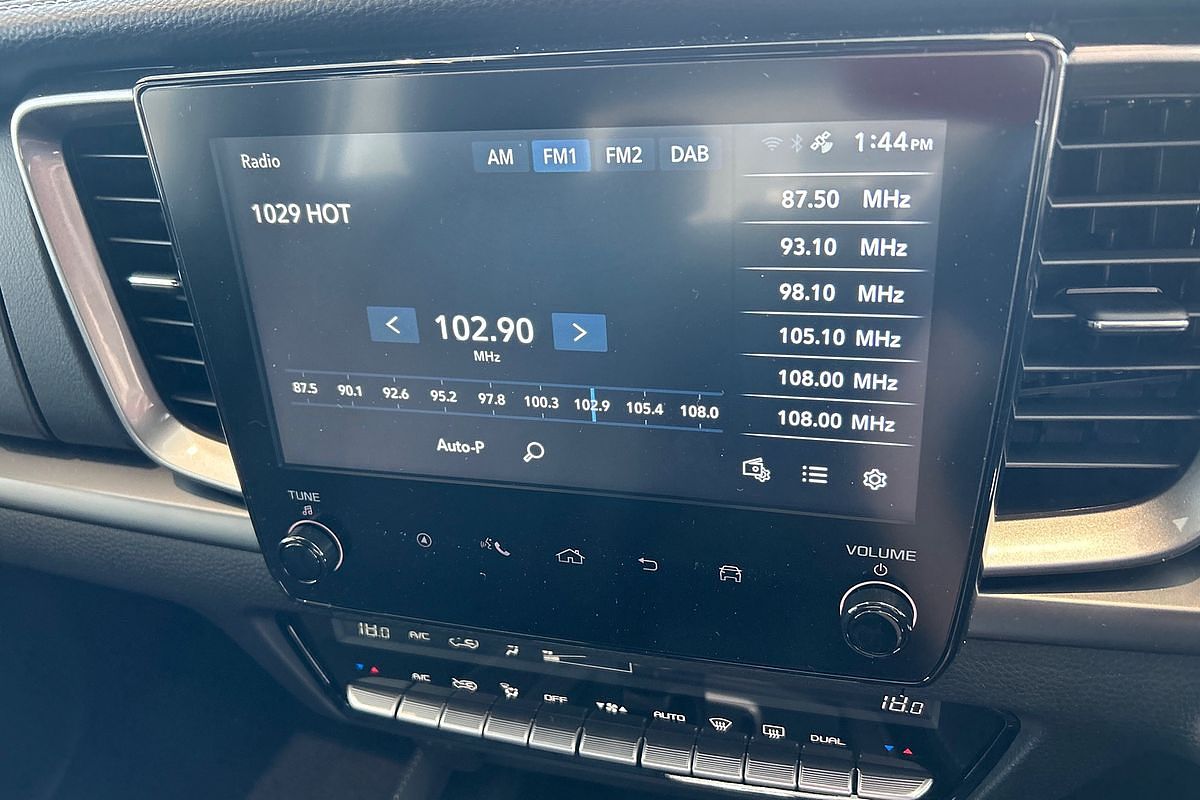 Radio AM FM1 FM2 DAB 1:44PM
1029 HOT
87.50 MHz
93.10 MHz
98.10 MHz
105.10 MHz
108.00 MHz
108.00 MHz
< 102.90 >
MHz
87.5 90.1 92.6 95.2 97.8 100.3 102.9 105.4 108.0
Auto-P
TUNE
VOLUME
18.0 A/C
18.0
A/C OFF AUTO DUAL